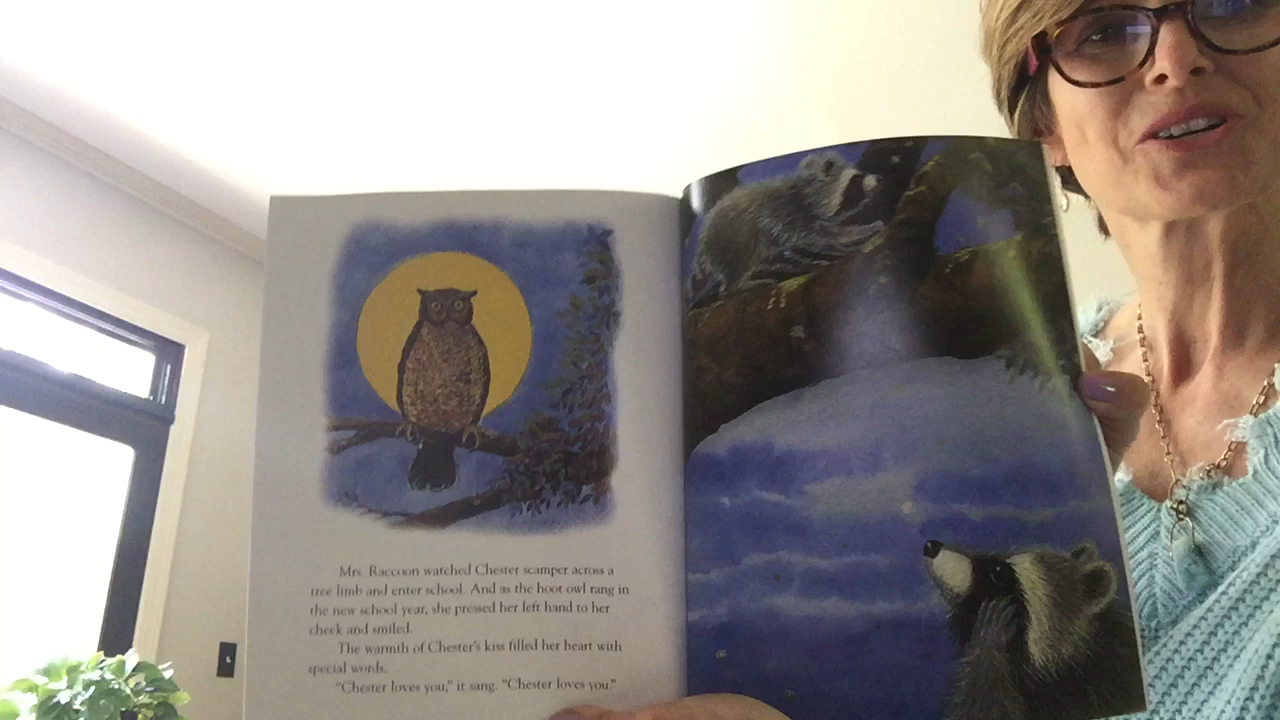 Mrs. Raccoon watched Chester scamper across a
tree limb and enter school. And as the hoot owl rang in
the new school year, she pressed her left hand to her
cheek and smiled.
The warmth of Chester's kiss filled her heart with
special words.
"Chester loves you," it sang. "Chester loves you."